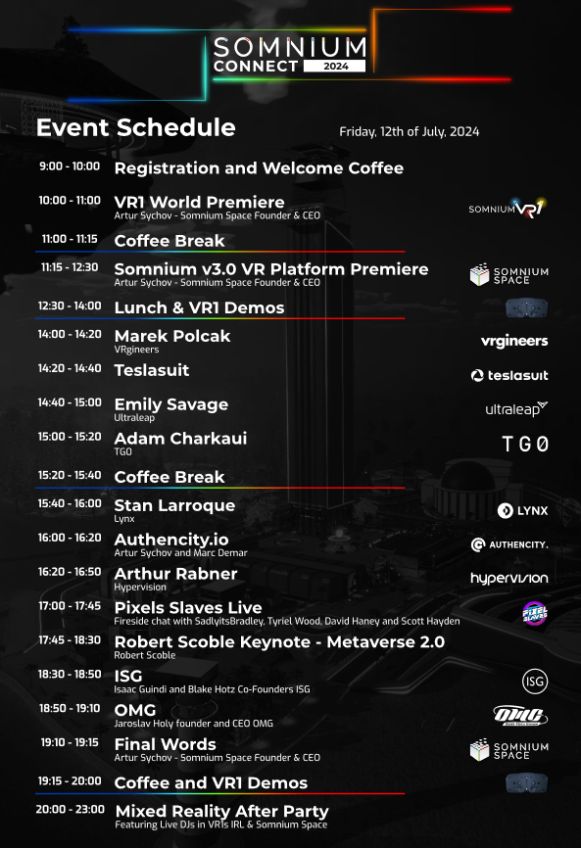 SOMNIUM
CONNECT 2024
Event Schedule
Friday, 12th of July, 2024
9:00 - 10:00 Registration and Welcome Coffee
10:00 - 11:00 VR1 World Premiere
Artur Sychov - Somnium Space Founder & CEO
SOMNIUM VR1
11:00 - 11:15 Coffee Break
11:15 - 12:30 Somnium v3.0 VR Platform Premiere
Artur Sychov - Somnium Space Founder & CEO
SOMNIUM
SPACE
12:30 - 14:00 Lunch & VR1 Demos
14:00 - 14:20 Marek Polcak
VRgineers
vrgineers
14:20 - 14:40 Teslasuit
teslasuit
14:40 - 15:00 Emily Savage
Ultraleap
ultraleap
15:00 - 15:20 Adam Charkaui
TG0
TG0
15:20 - 15:40 Coffee Break
15:40 - 16:00 Stan Larroque
Lynx
LYNX
16:00 - 16:20 Authencity.io
Artur Sychov and Marc Demar
AUTHENCITY.
16:20 - 16:50 Arthur Rabner
Hypervision
hypervision
17:00 - 17:45 Pixels Slaves Live
Fireside chat with SadlyitsBradley, Tyriel Wood, David Haney and Scott Hayden
PIXEL
SLAVES
17:45 - 18:30 Robert Scoble Keynote - Metaverse 2.0
Robert Scoble
18:30 - 18:50 ISG
Isaac Guindi and Blake Hotz Co-Founders ISG
ISG
18:50 - 19:10 OMG
Jaroslav Holy founder and CEO OMG
OMG
19:10 - 19:15 Final Words
Artur Sychov - Somnium Space Founder & CEO
SOMNIUM
SPACE
19:15 - 20:00 Coffee and VR1 Demos
20:00 - 23:00 Mixed Reality After Party
Featuring Live DJs in VR1s IRL & Somnium Space